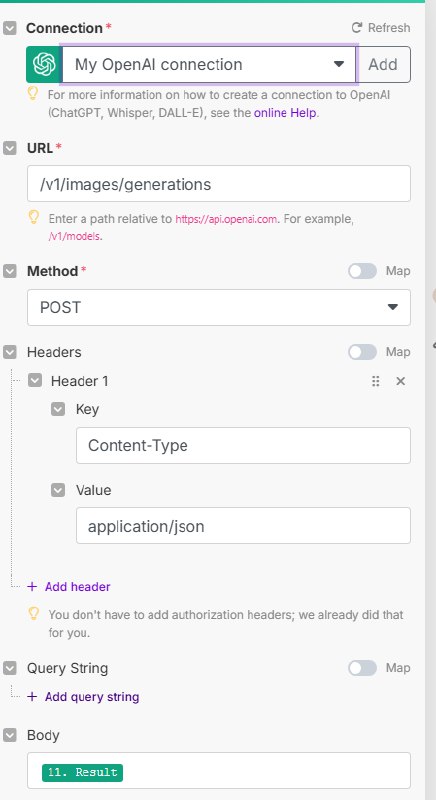 Connection*
Refresh
My OpenAI connection
Add
For more information on how to create a connection to OpenAI
(ChatGPT, Whisper, DALL-E), see the online Help.
URL*
/v1/images/generations
Enter a path relative to https://api.openai.com. For example,
/v1/models.
Method*
Map
POST
Headers
Map
Header 1
Key
Content-Type
Value
application/json
+ Add header
You don't have to add authorization headers; we already did that
for you.
Query String
Map
+ Add query string
Body
11. Result